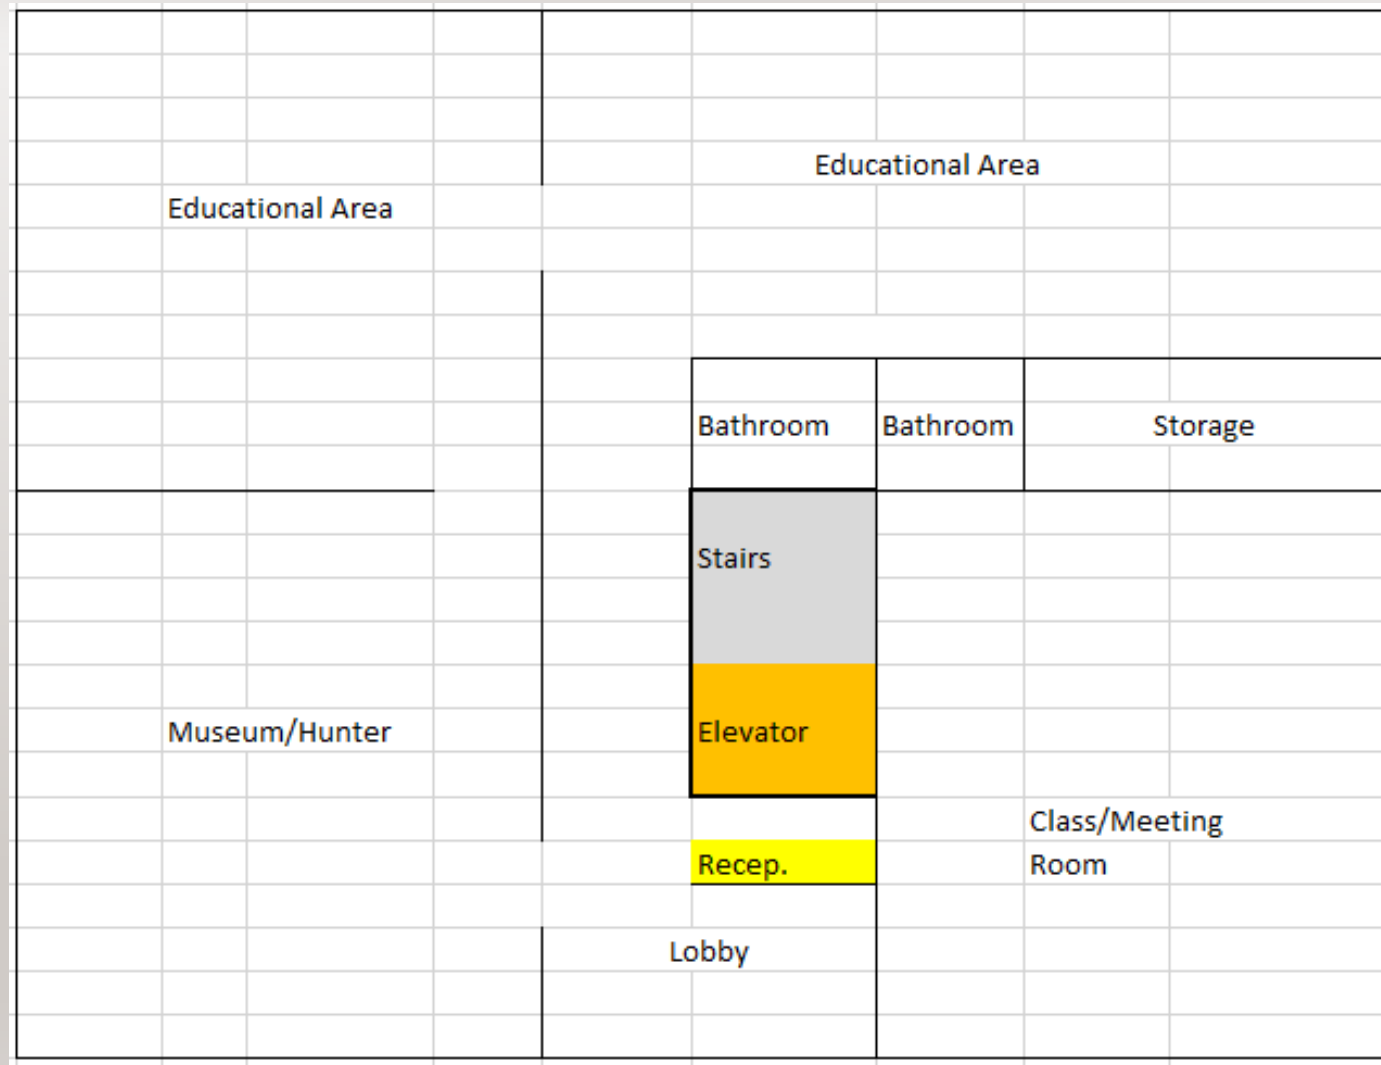 Educational Area
Educational Area
Bathroom
Bathroom
Storage
Stairs
Museum/Hunter
Elevator
Class/Meeting
Room
Recep.
Lobby